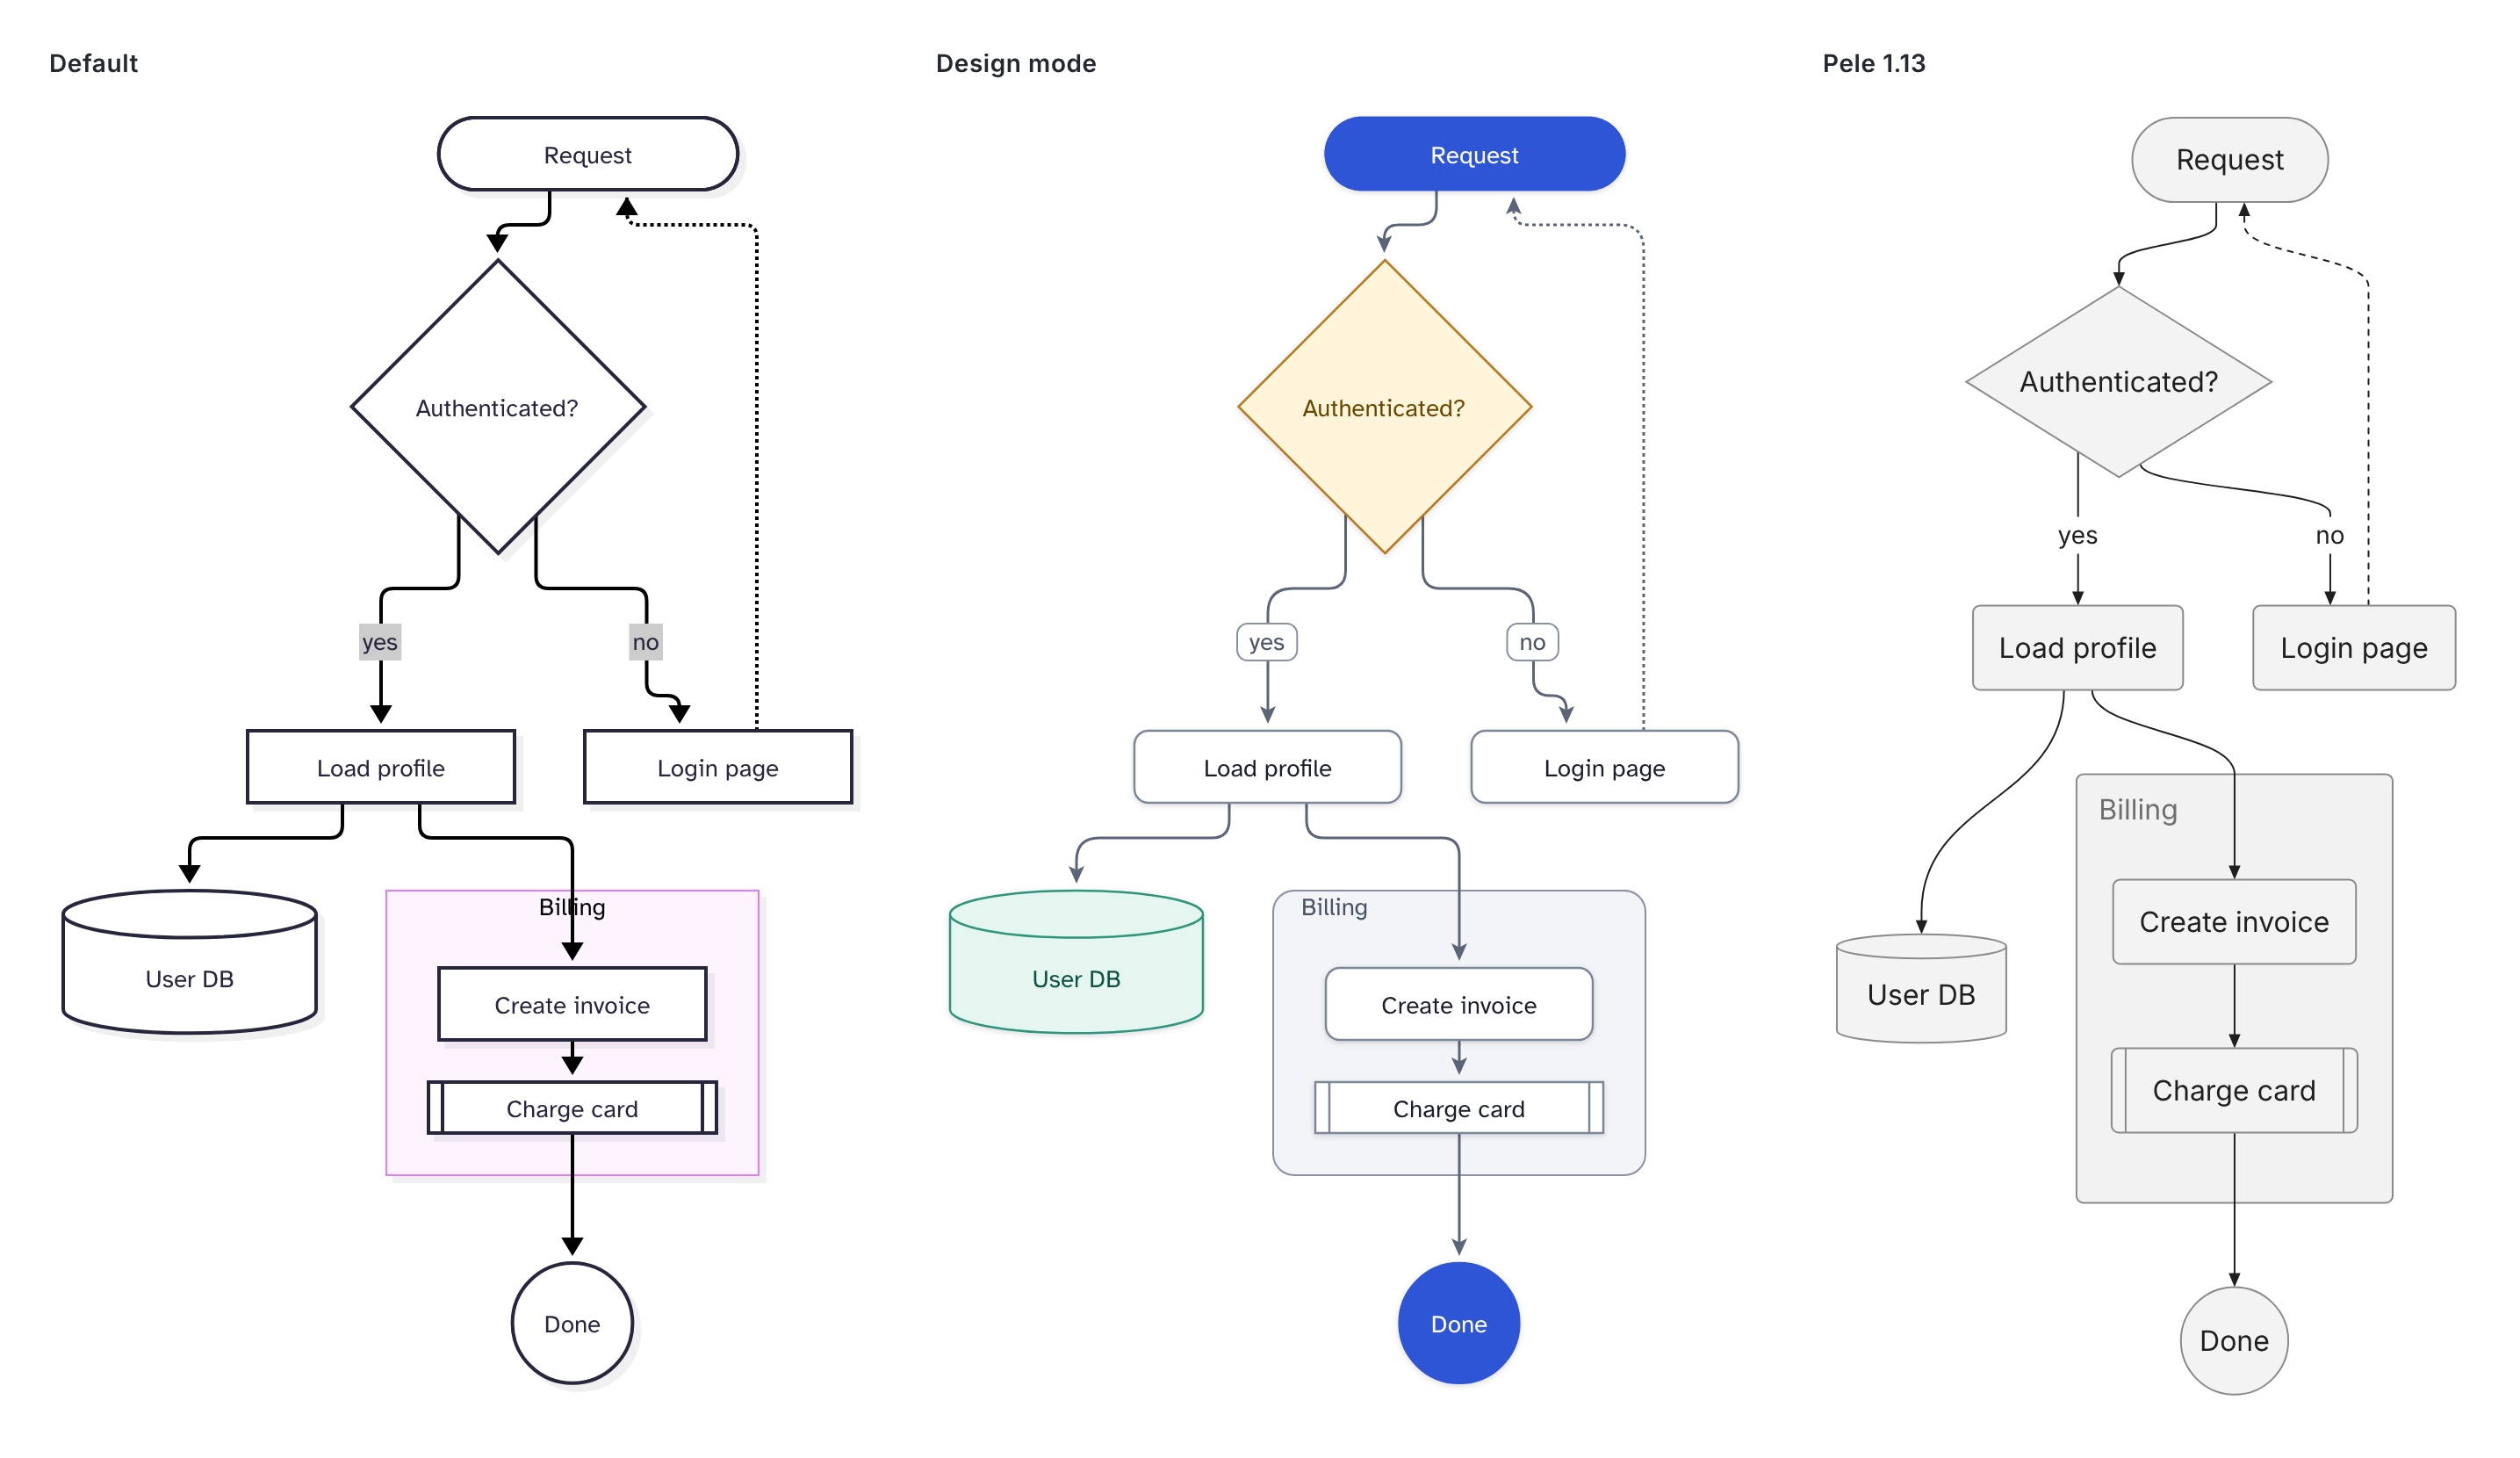 Default
Request
Authenticated?
yes
no
Load profile
Login page
Billing
User DB
Create invoice
Charge card
Done
Design mode
Request
Authenticated?
yes
no
Load profile
Login page
Billing
User DB
Create invoice
Charge card
Done
Pele 1.13
Request
Authenticated?
yes
no
Load profile
Login page
Billing
Create invoice
User DB
Charge card
Done